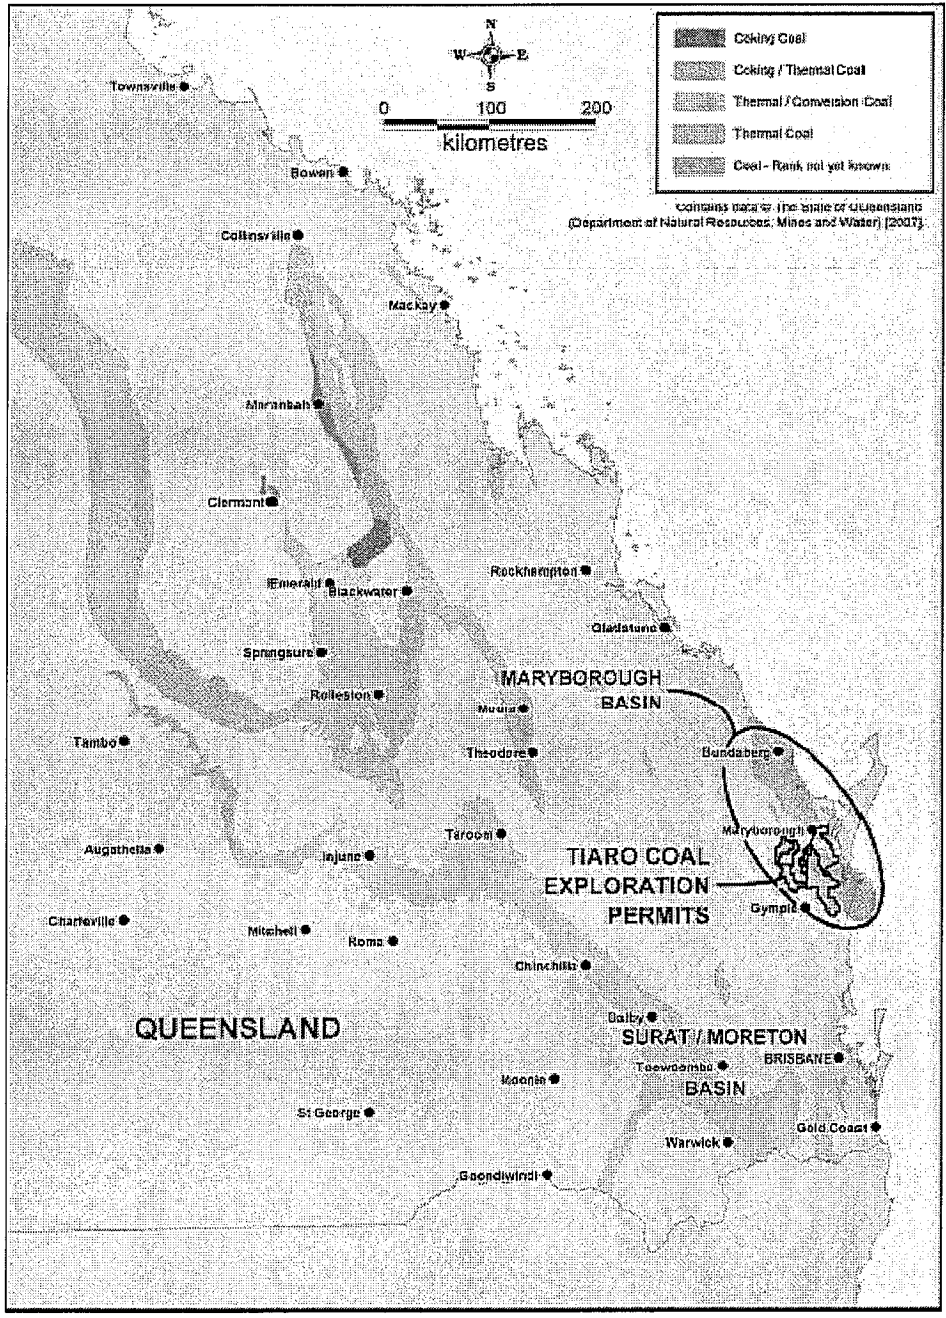 N
W E
S
0 100 200
kilometres
Coking Coal
Coking / Thermal Coal
Thermal / Conversion Coal
Thermal Coal
Coal - Rank not yet known
Contains data © The State of Queensland
(Department of Natural Resources, Mines and Water) [2007]
Townsville
Bowen
Collinsville
Mackay
Moranbah
Clermont
Emerald
Blackwater
Rockhampton
Gladstone
Springsure
Rolleston
MARYBOROUGH
BASIN
Moura
Tambo
Theodore
Bundaberg
Taroom
Maryborough
Augathella
Injune
TIARO COAL
EXPLORATION
PERMITS
Gympie
Charleville
Mitchell
Roma
Chinchilla
QUEENSLAND
Dalby
SURAT / MORETON
BASIN
Toowoomba
BRISBANE
Moonie
St George
Gold Coast
Warwick
Goondiwindi